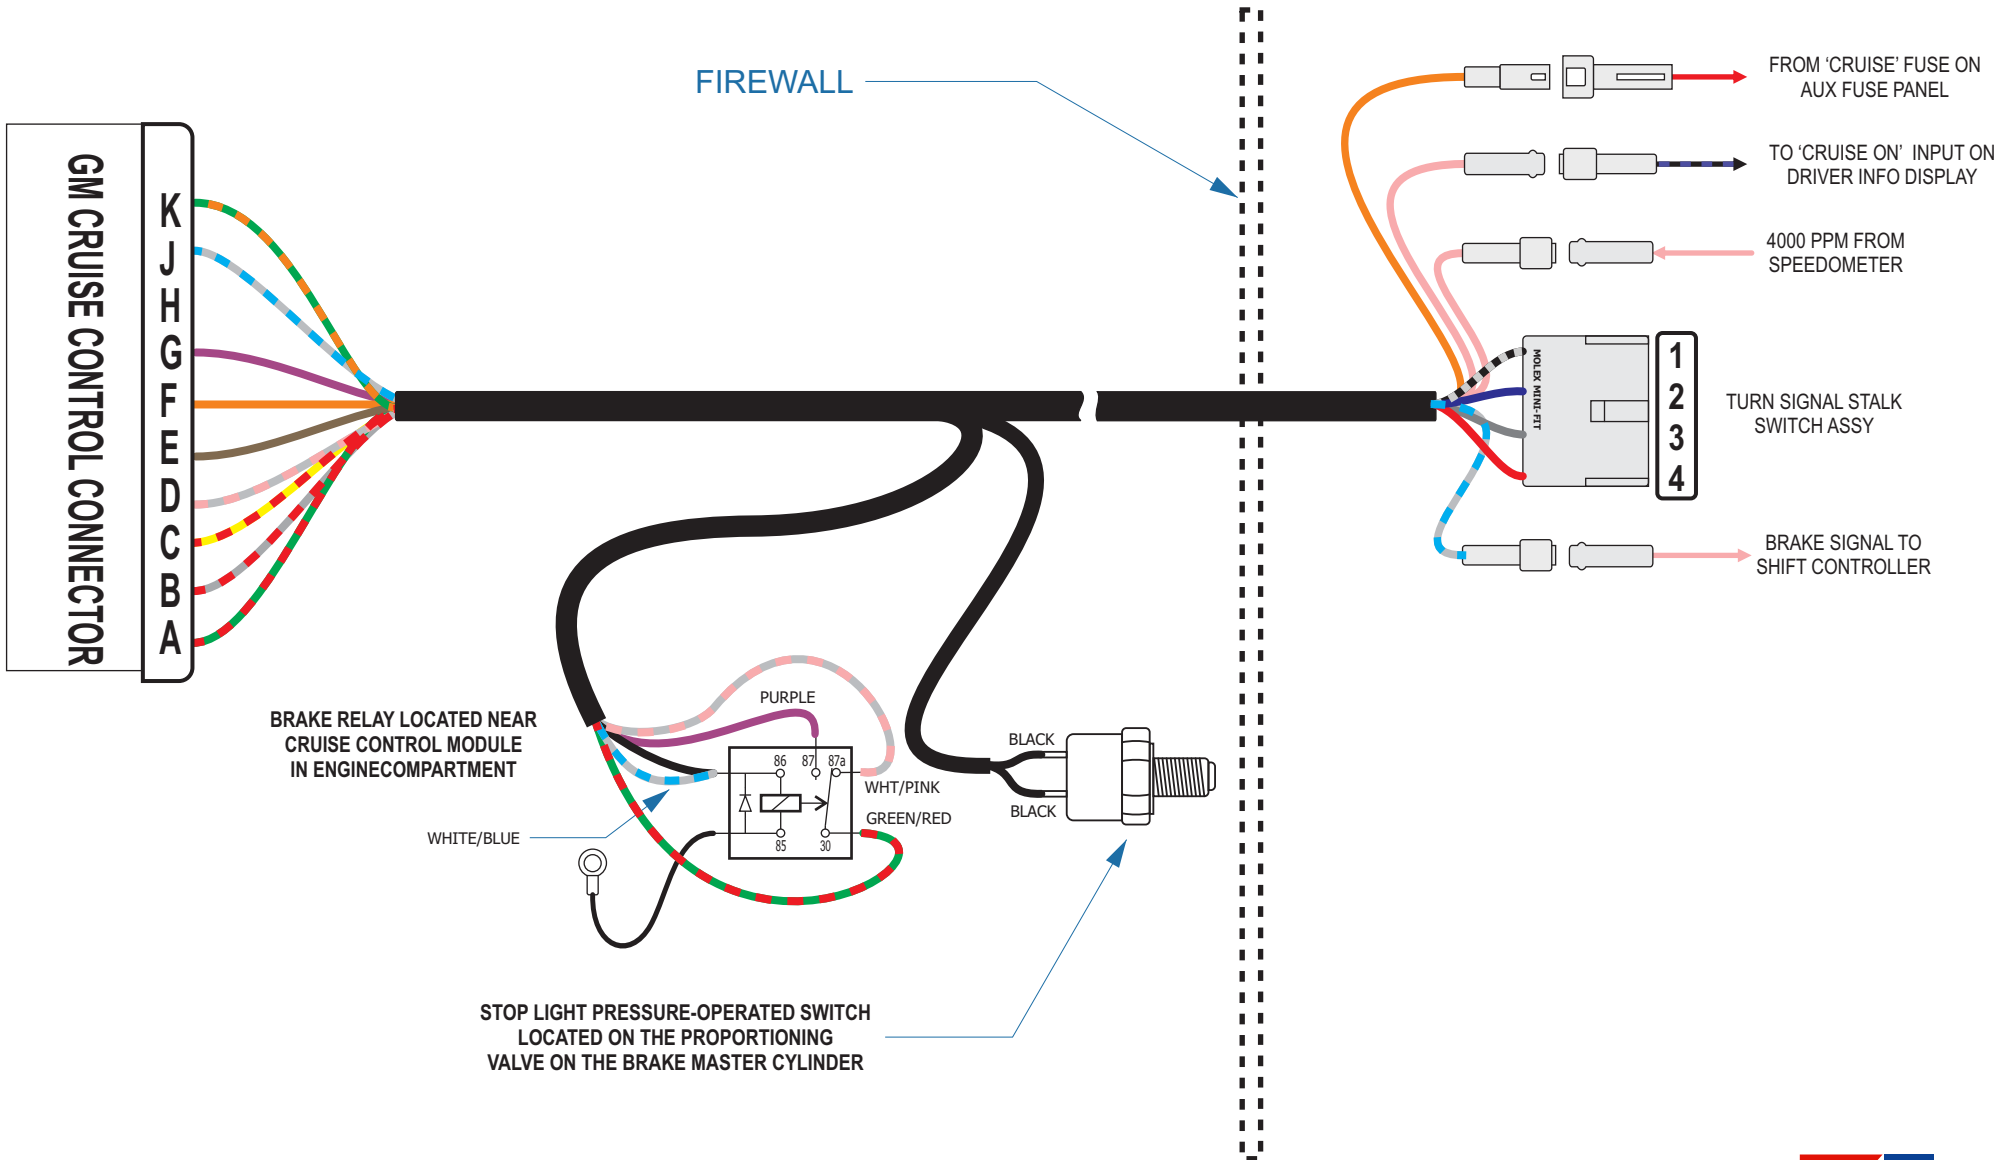 FIREWALL
FROM ‘CRUISE’ FUSE ON
AUX FUSE PANEL
TO ‘CRUISE ON’ INPUT ON
DRIVER INFO DISPLAY
4000 PPM FROM
SPEEDOMETER
GM CRUISE CONTROL CONNECTOR
K
J
H
G
F
E
D
C
B
A
MOLEX MINI-FIT
1
2
3
4
TURN SIGNAL STALK
SWITCH ASSY
BRAKE SIGNAL TO
SHIFT CONTROLLER
BRAKE RELAY LOCATED NEAR
CRUISE CONTROL MODULE
IN ENGINECOMPARTMENT
PURPLE
86
87
87a
WHT/PINK
GREEN/RED
85
30
WHITE/BLUE
BLACK
BLACK
STOP LIGHT PRESSURE-OPERATED SWITCH
LOCATED ON THE PROPORTIONING
VALVE ON THE BRAKE MASTER CYLINDER